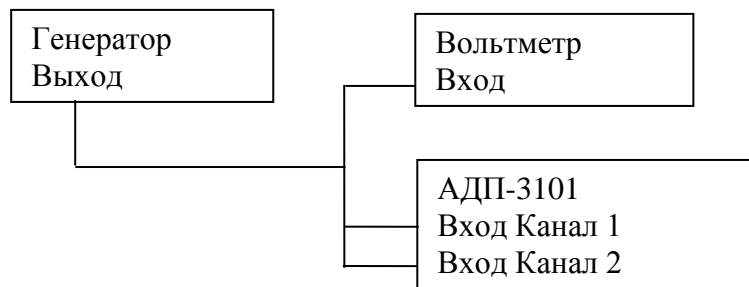 Генератор
Выход
Вольтметр
Вход
АДП-3101
Вход Канал 1
Вход Канал 2